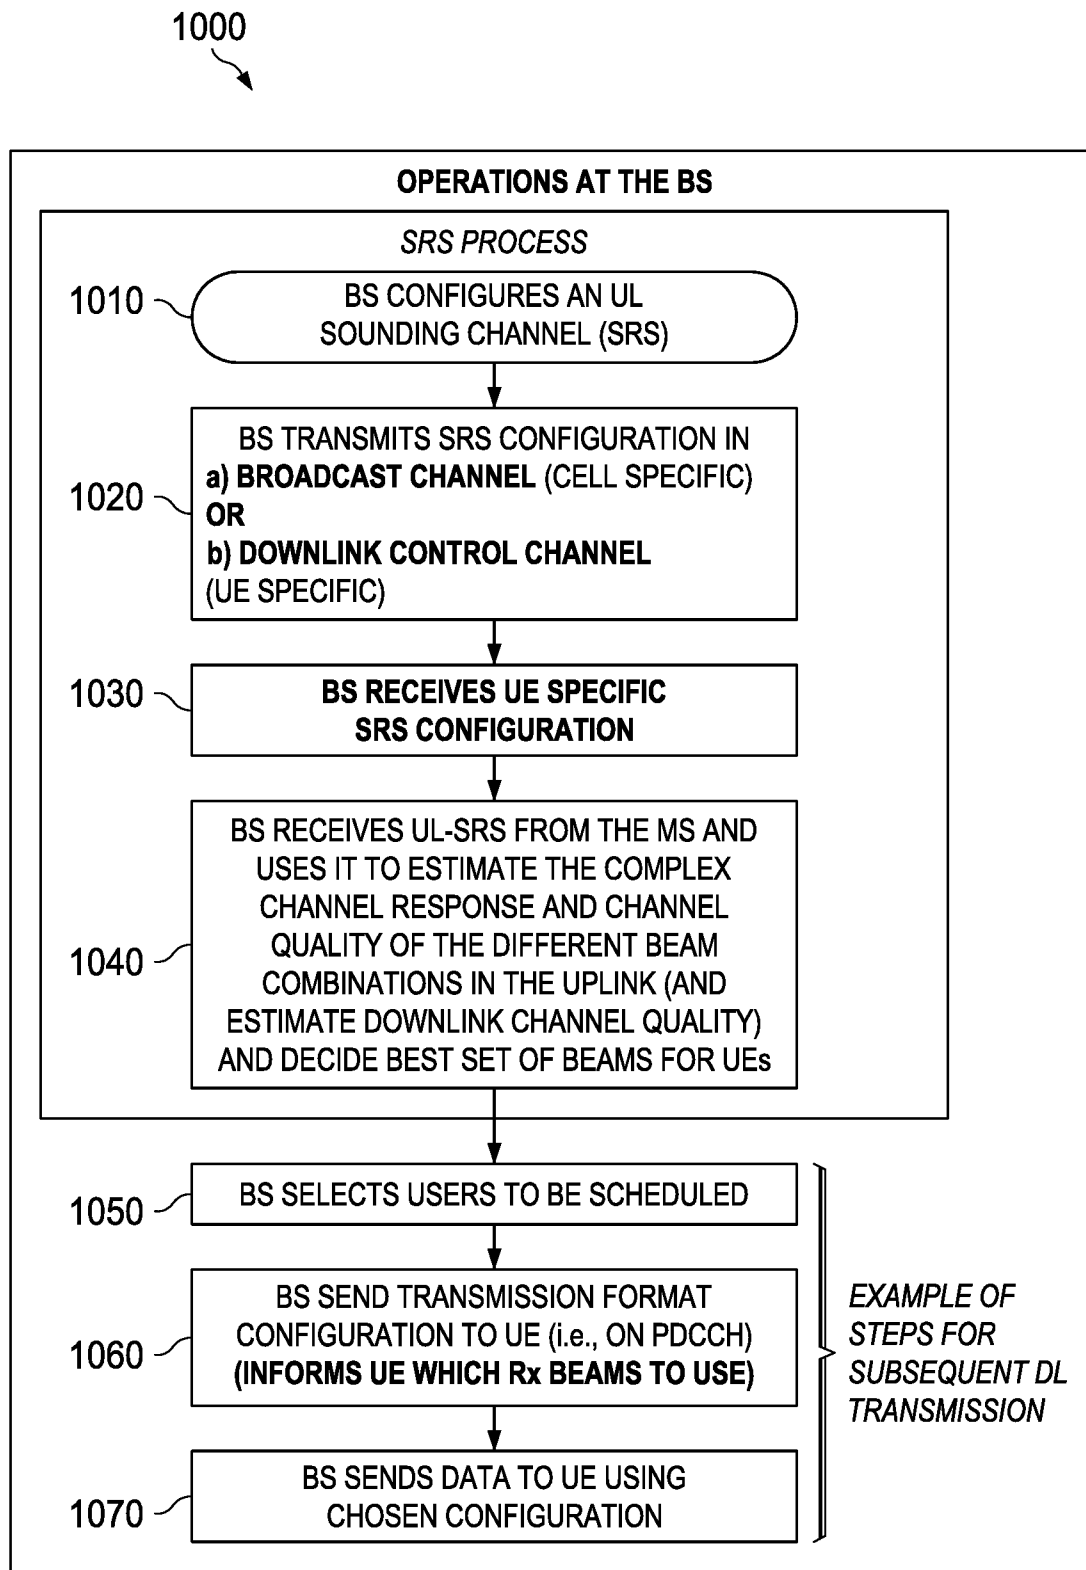 1000
OPERATIONS AT THE BS
SRS PROCESS
1010
BS CONFIGURES AN UL
SOUNDING CHANNEL (SRS)
1020
BS TRANSMITS SRS CONFIGURATION IN
a) BROADCAST CHANNEL (CELL SPECIFIC)
OR
b) DOWNLINK CONTROL CHANNEL
(UE SPECIFIC)
1030
BS RECEIVES UE SPECIFIC
SRS CONFIGURATION
1040
BS RECEIVES UL-SRS FROM THE MS AND
USES IT TO ESTIMATE THE COMPLEX
CHANNEL RESPONSE AND CHANNEL
QUALITY OF THE DIFFERENT BEAM
COMBINATIONS IN THE UPLINK (AND
ESTIMATE DOWNLINK CHANNEL QUALITY)
AND DECIDE BEST SET OF BEAMS FOR UEs
1050
BS SELECTS USERS TO BE SCHEDULED
1060
BS SEND TRANSMISSION FORMAT
CONFIGURATION TO UE (i.e., ON PDCCH)
(INFORMS UE WHICH Rx BEAMS TO USE)
1070
BS SENDS DATA TO UE USING
CHOSEN CONFIGURATION
EXAMPLE OF
STEPS FOR
SUBSEQUENT DL
TRANSMISSION